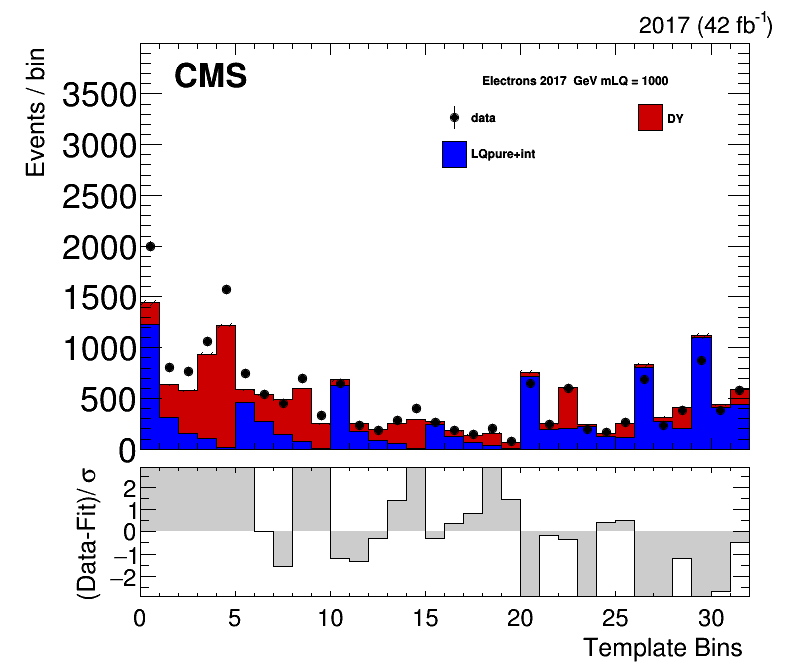 2017 (42 fb-1)
CMS
Electrons 2017 GeV mLQ = 1000
data
DY
LQpure+int
Events / bin
3500
3000
2500
2000
1500
1000
500
0
(Data-Fit)/ σ
2
1
0
−1
−2
0 5 10 15 20 25 30
Template Bins